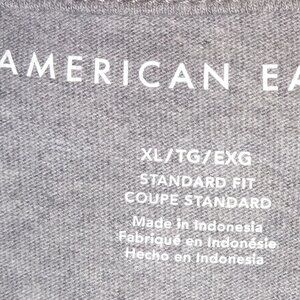 AMERICAN EA
XL/TG/EXG
STANDARD FIT
COUPE STANDARD
Made in Indonesia
Fabriqué en Indonésie
Hecho en Indonesia